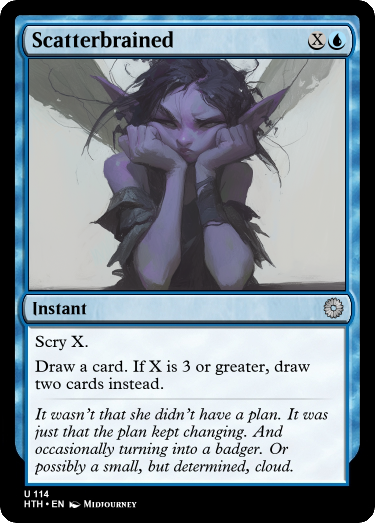 Scatterbrained X
Instant
Scry X.
Draw a card. If X is 3 or greater, draw
two cards instead.
It wasn't that she didn't have a plan. It was
just that the plan kept changing. And
occasionally turning into a badger. Or
possibly a small, but determined, cloud.
U 114
HTH • EN Midjourney